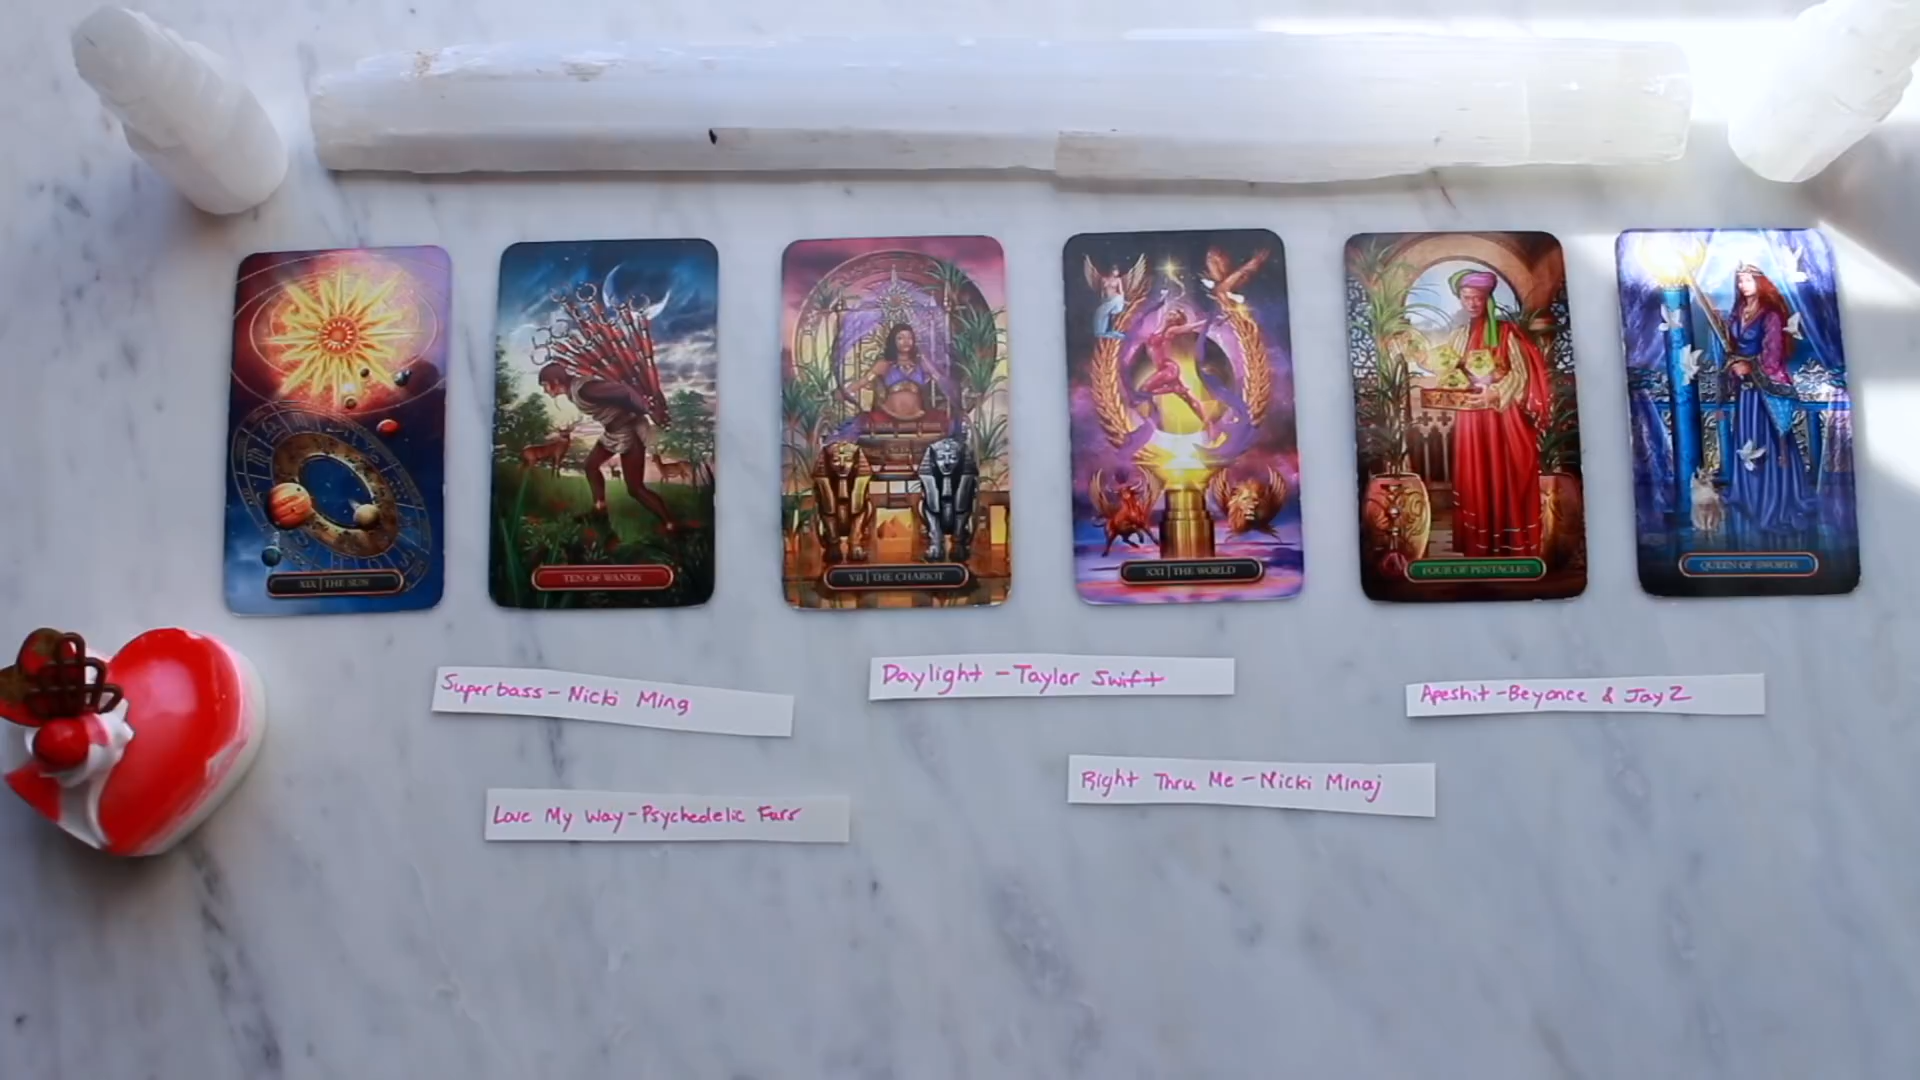 XIX | THE SUN
TEN OF WANDS
VII | THE CHARIOT
XXI | THE WORLD
FOUR OF PENTACLES
QUEEN OF SWORDS
Superbass - Nicki Ming
Daylight - Taylor Swift
Apeshit - Beyonce & Jay Z
Right Thru Me - Nicki Minaj
Love My Way - Psychedelic Furs